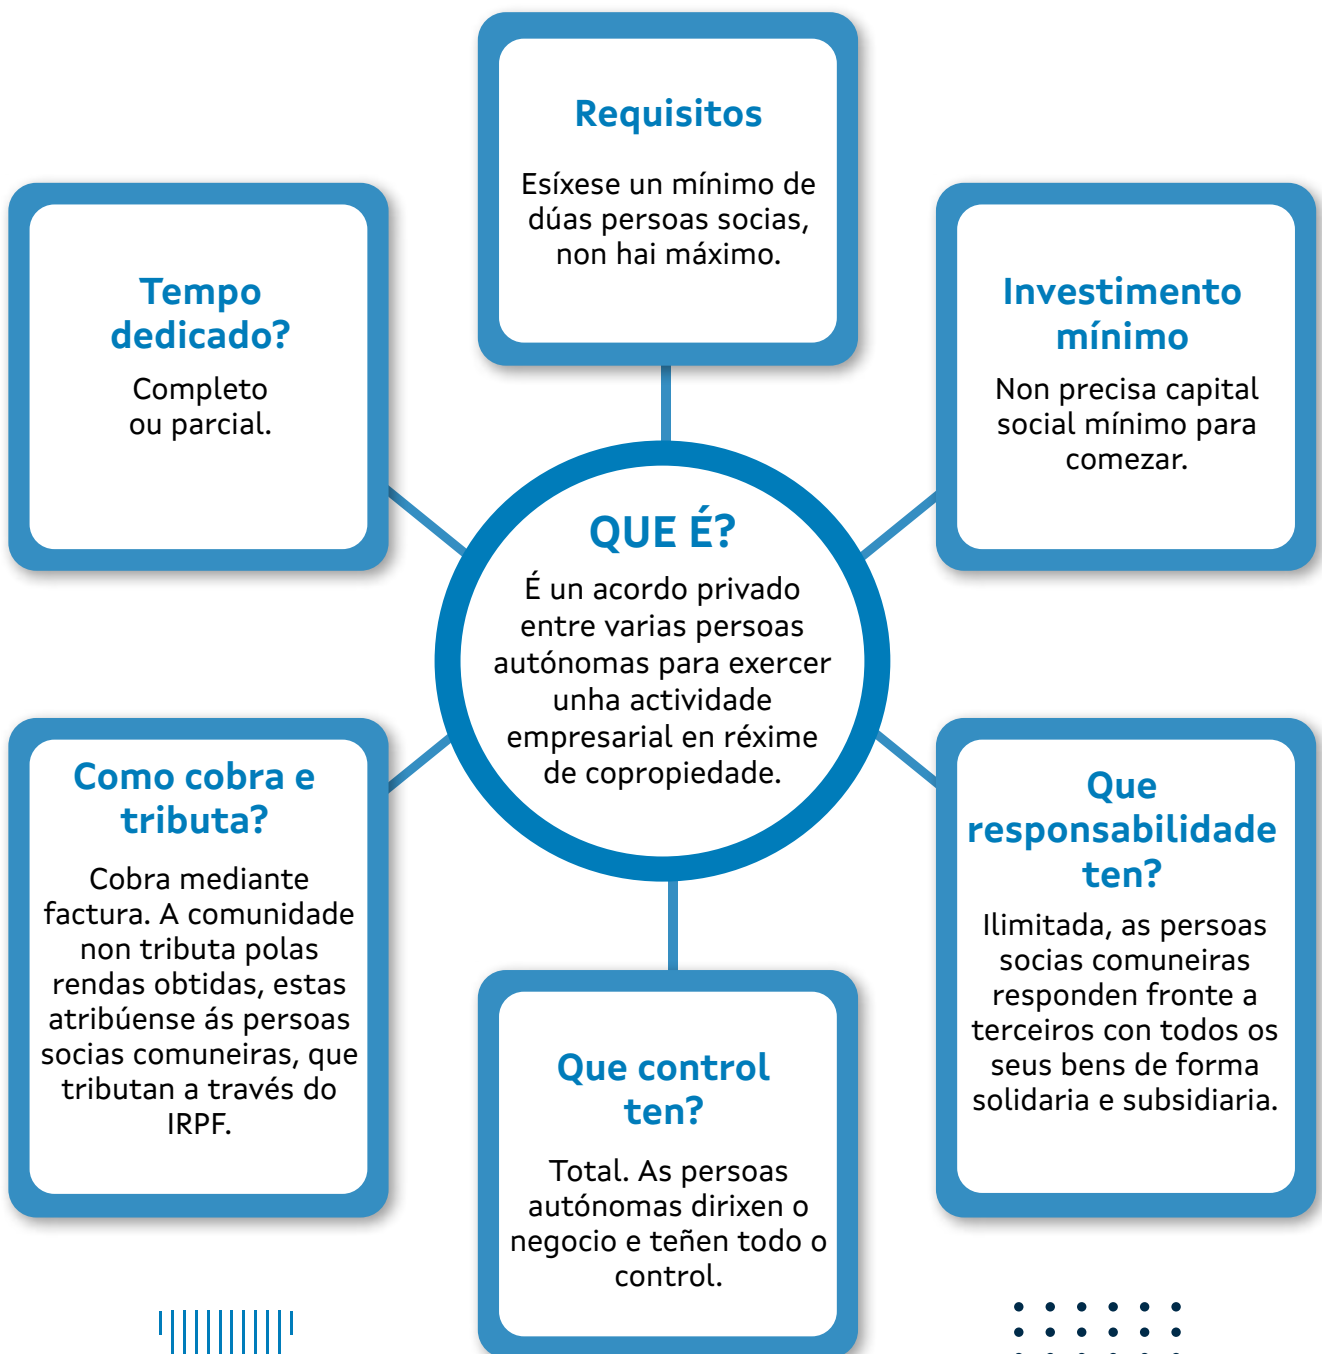 Requisitos
Esíxese un mínimo de
dúas persoas socias,
non hai máximo.
Tempo
dedicado?
Completo
ou parcial.
Investimento
mínimo
Non precisa capital
social mínimo para
comezar.
QUE É?
É un acordo privado
entre varias persoas
autónomas para exercer
unha actividade
empresarial en réxime
de copropiedade.
Como cobra e
tributa?
Cobra mediante
factura. A comunidade
non tributa polas
rendas obtidas, estas
atribúense ás persoas
socias comuneiras, que
tributan a través do
IRPF.
Que
responsabilidade
ten?
Ilimitada, as persoas
socias comuneiras
responden fronte a
terceiros con todos os
seus bens de forma
solidaria e subsidiaria.
Que control
ten?
Total. As persoas
autónomas dirixen o
negocio e teñen todo o
control.